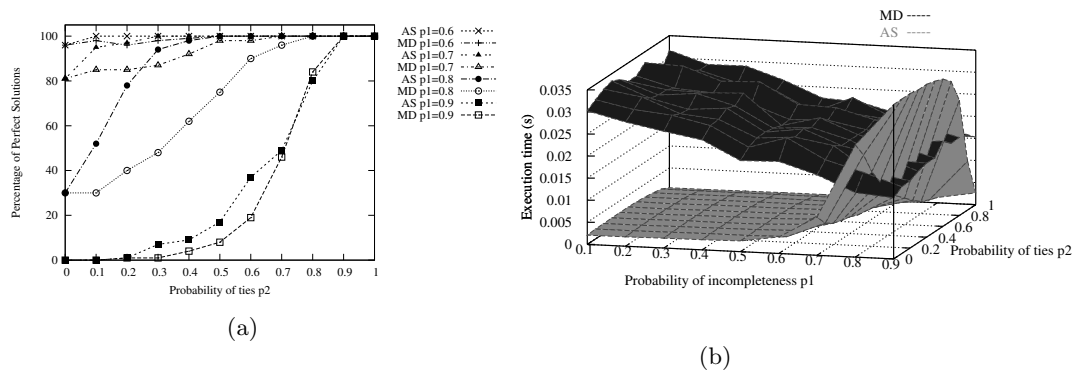 Percentage of Perfect Solutions
100
80
60
40
20
0
0 0.1 0.2 0.3 0.4 0.5 0.6 0.7 0.8 0.9 1
Probability of ties p2
AS p1=0.6
MD p1=0.6
AS p1=0.7
MD p1=0.7
AS p1=0.8
MD p1=0.8
AS p1=0.9
MD p1=0.9
(a)
MD
AS
Execution time (s)
0.035
0.03
0.025
0.02
0.015
0.01
0.005
0
0.1 0.2 0.3 0.4 0.5 0.6 0.7 0.8 0.9
Probability of incompleteness p1
0 0.2 0.4 0.6 0.8 1
Probability of ties p2
(b)